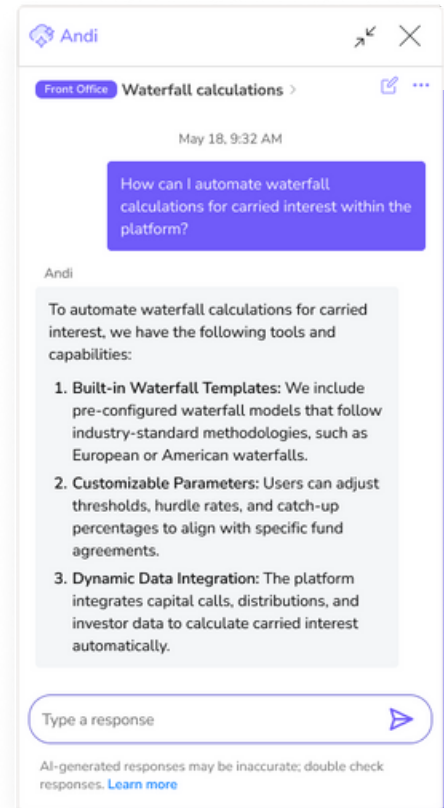 Andi
Front Office Waterfall calculations >
May 18, 9:32 AM
How can I automate waterfall
calculations for carried interest within the
platform?
Andi
To automate waterfall calculations for carried
interest, we have the following tools and
capabilities:
1. Built-in Waterfall Templates: We include
pre-configured waterfall models that follow
industry-standard methodologies, such as
European or American waterfalls.
2. Customizable Parameters: Users can adjust
thresholds, hurdle rates, and catch-up
percentages to align with specific fund
agreements.
3. Dynamic Data Integration: The platform
integrates capital calls, distributions, and
investor data to calculate carried interest
automatically.
Type a response
AI-generated responses may be inaccurate; double check
responses. Learn more